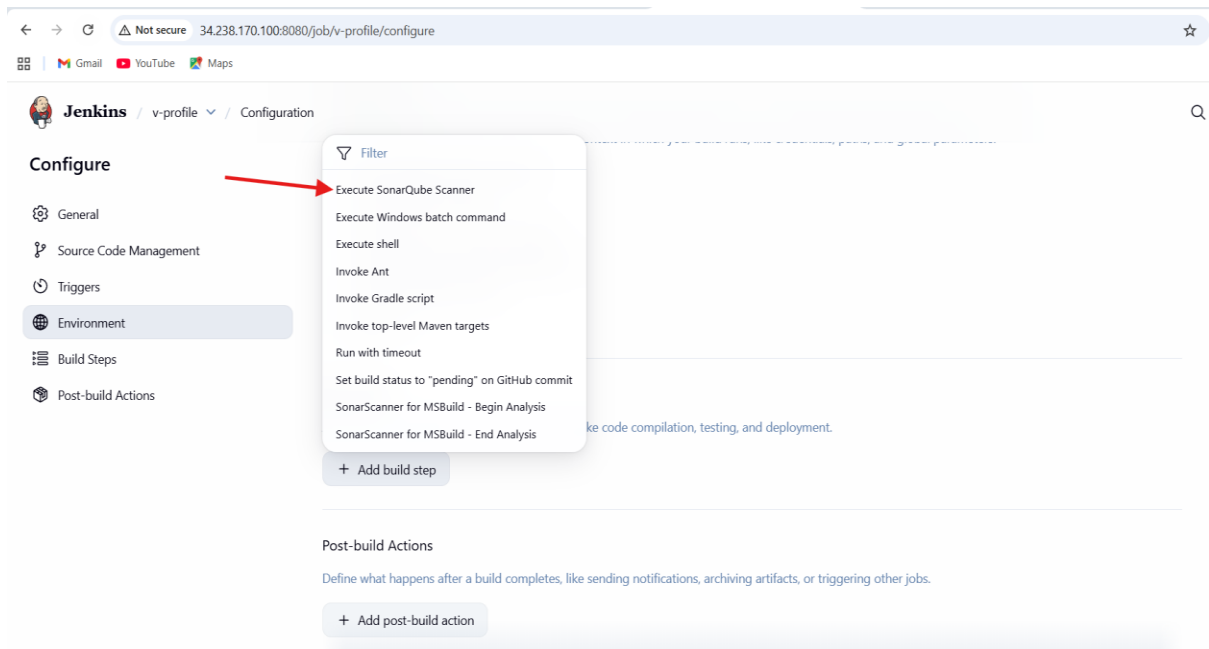 Not secure 34.238.170.100:8080/job/v-profile/configure
Gmail YouTube Maps
Jenkins / v-profile / Configuration
Configure
General
Source Code Management
Triggers
Environment
Build Steps
Post-build Actions
Filter
Execute SonarQube Scanner
Execute Windows batch command
Execute shell
Invoke Ant
Invoke Gradle script
Invoke top-level Maven targets
Run with timeout
Set build status to "pending" on GitHub commit
SonarScanner for MSBuild - Begin Analysis
SonarScanner for MSBuild - End Analysis
code compilation, testing, and deployment.
+ Add build step
Post-build Actions
Define what happens after a build completes, like sending notifications, archiving artifacts, or triggering other jobs.
+ Add post-build action